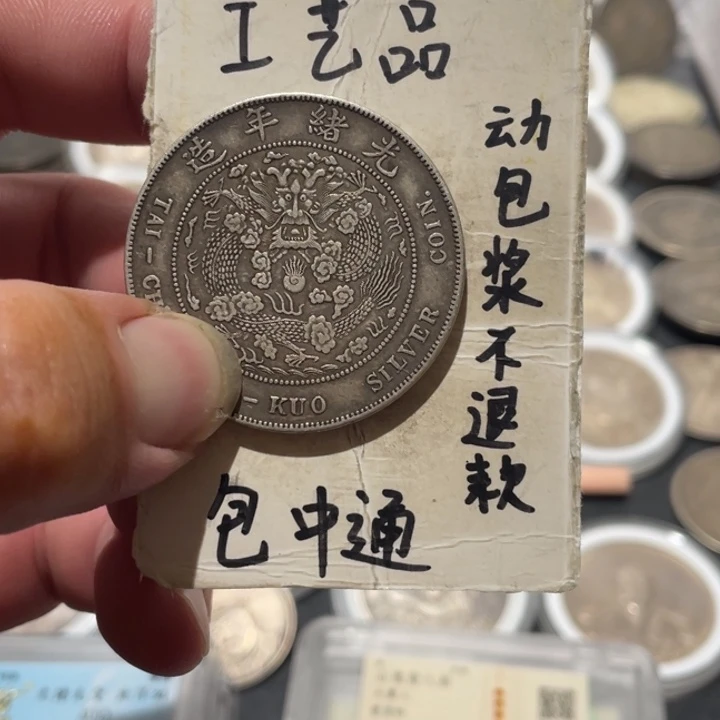 工艺品
动包浆不退款
包中通
光緒年造
TAI-CH
-KUO
SILVER
COIN.